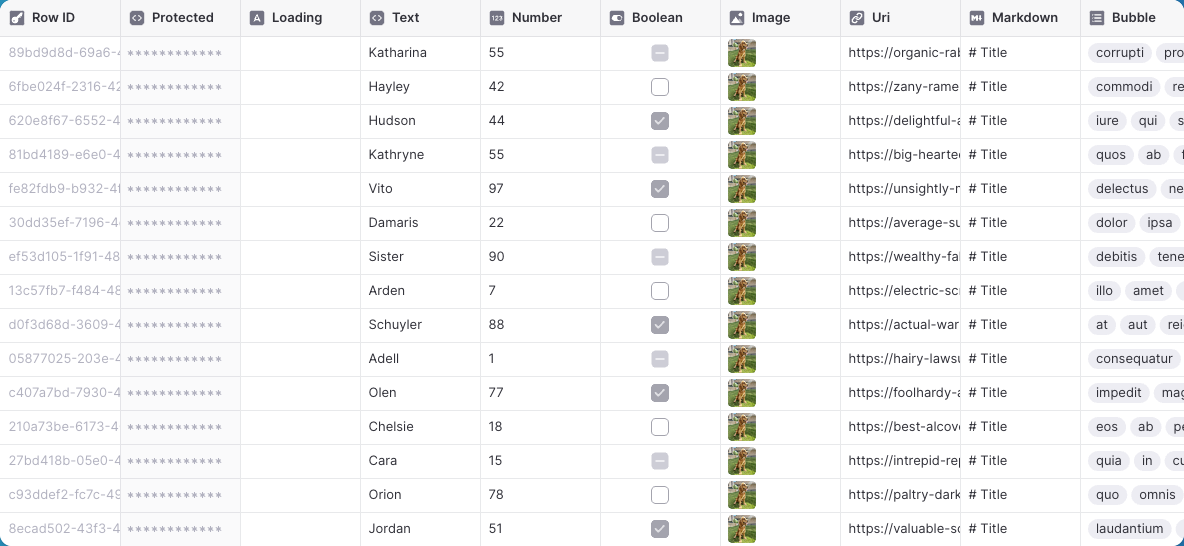 Row ID Protected Loading Text Number Boolean Image Uri Markdown Bubble
89bd9d8d-69a6- ************ Katharina 55 https://organic- # Title corrupti
6fbe024f-2316-42 ************ Hayley 42 https://zany-rame # Title commodi re
620e8f67-6552-4 ************ Hudson 44 https://delightful- # Title iure qui s
81bd4189-e6e0-4 ************ Kathryne 55 https://big-hearte # Title quos ab
fe82fdb9-b932- ************ Vito 97 https://unsightly- # Title delectus ne
30dd35ef-7196- ************ Damaris 22 https://average-su # Title dolor ipsa
ef53d105-1f91-48 ************ Sister 90 https://wealthy-fa # Title debitis tene
13c57fb7-f484-48 ************ Arden 7 https://electric-sc # Title illo amet
d0f3d68d-3609-4 ************ Schuyler 88 https://actual-war # Title at aut rei
05877025-203e- ************ Adell 1 https://hairy-laws # Title consequatur
c407a7bd-7930-4 ************ Olen 77 https://foolhardy- # Title impedit mag
210a73be-6173-4 ************ Chelsie 18 https://best-alcov # Title eos ab pe
27bd418b-05e0-4 ************ Cara 15 https://intrepid-re # Title quia in cu
c93ddef2-fc7c-49 ************ Orion 78 https://paltry-dark # Title quo omnis
8ecad502-43f3- ************ Jordan 51 https://valuable-s # Title laudantium